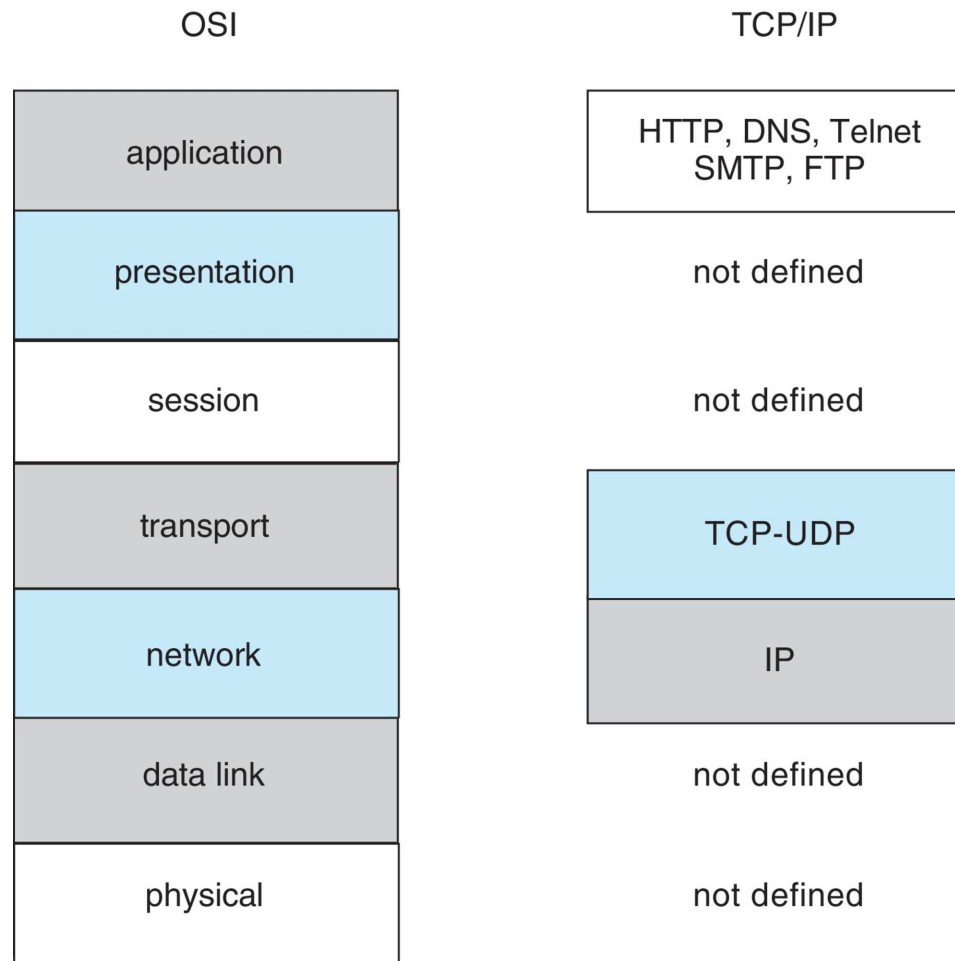 OSI
TCP/IP
application
HTTP, DNS, Telnet
SMTP, FTP
presentation
not defined
session
not defined
transport
TCP-UDP
network
IP
data link
not defined
physical
not defined